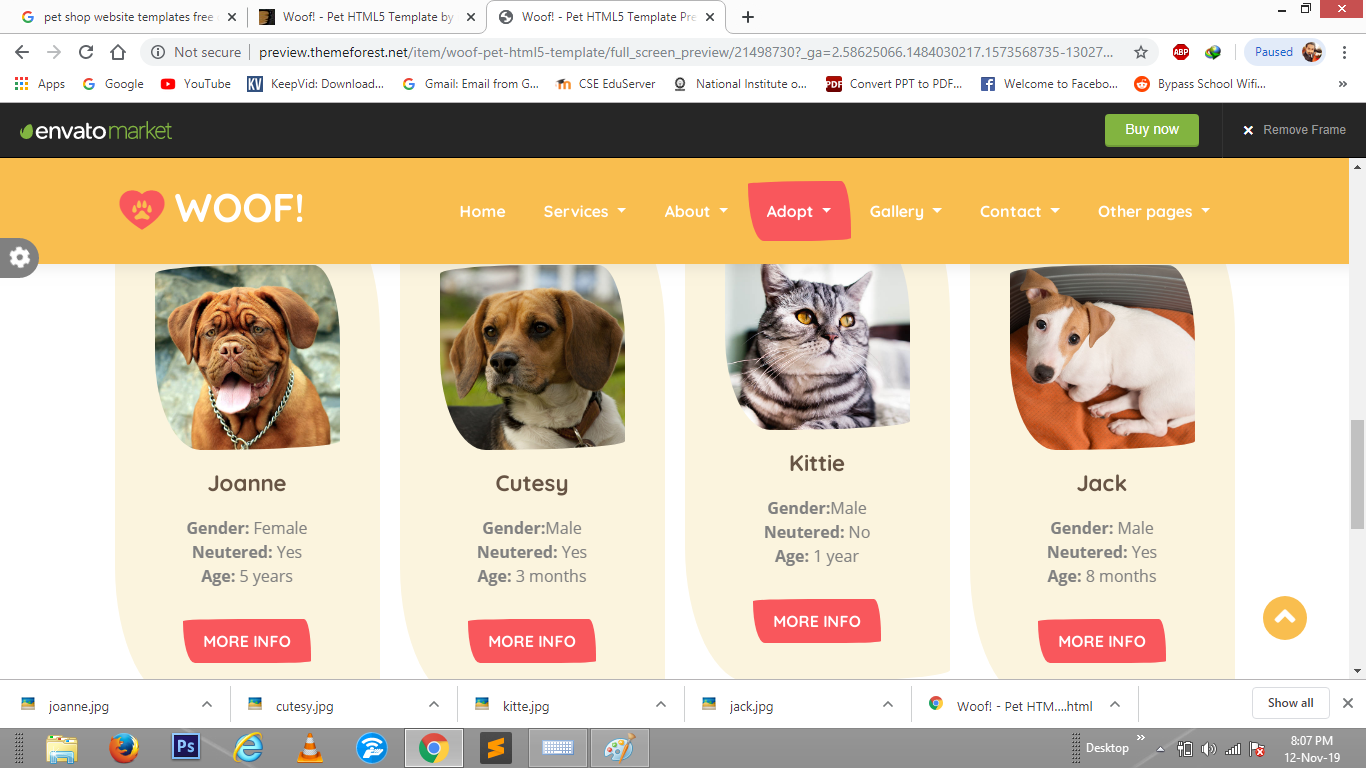 pet shop website templates free
Woof! - Pet HTML5 Template by
Woof! - Pet HTML5 Template Pre
Not secure | preview.themeforest.net/item/woof-pet-html5-template/full_screen_preview/21498730?_ga=2.58625066.1484030217.1573568735-13027...
ABP
Paused
Apps
Google
YouTube
KV KeepVid: Download...
Gmail: Email from G...
CSE EduServer
National Institute o...
PDF Convert PPT to PDF...
Welcome to Facebo...
Bypass School Wifi...
»
envatomarket
Buy now
× Remove Frame
WOOF!
Home
Services
About
Adopt
Gallery
Contact
Other pages
Joanne
Gender: Female
Neutered: Yes
Age: 5 years
MORE INFO
Cutesy
Gender:Male
Neutered: Yes
Age: 3 months
MORE INFO
Kittie
Gender:Male
Neutered: No
Age: 1 year
MORE INFO
Jack
Gender: Male
Neutered: Yes
Age: 8 months
MORE INFO
joanne.jpg
cutesy.jpg
kitte.jpg
jack.jpg
Woof! - Pet HTM....html
Show all
Ps
Desktop »
8:07 PM
12-Nov-19